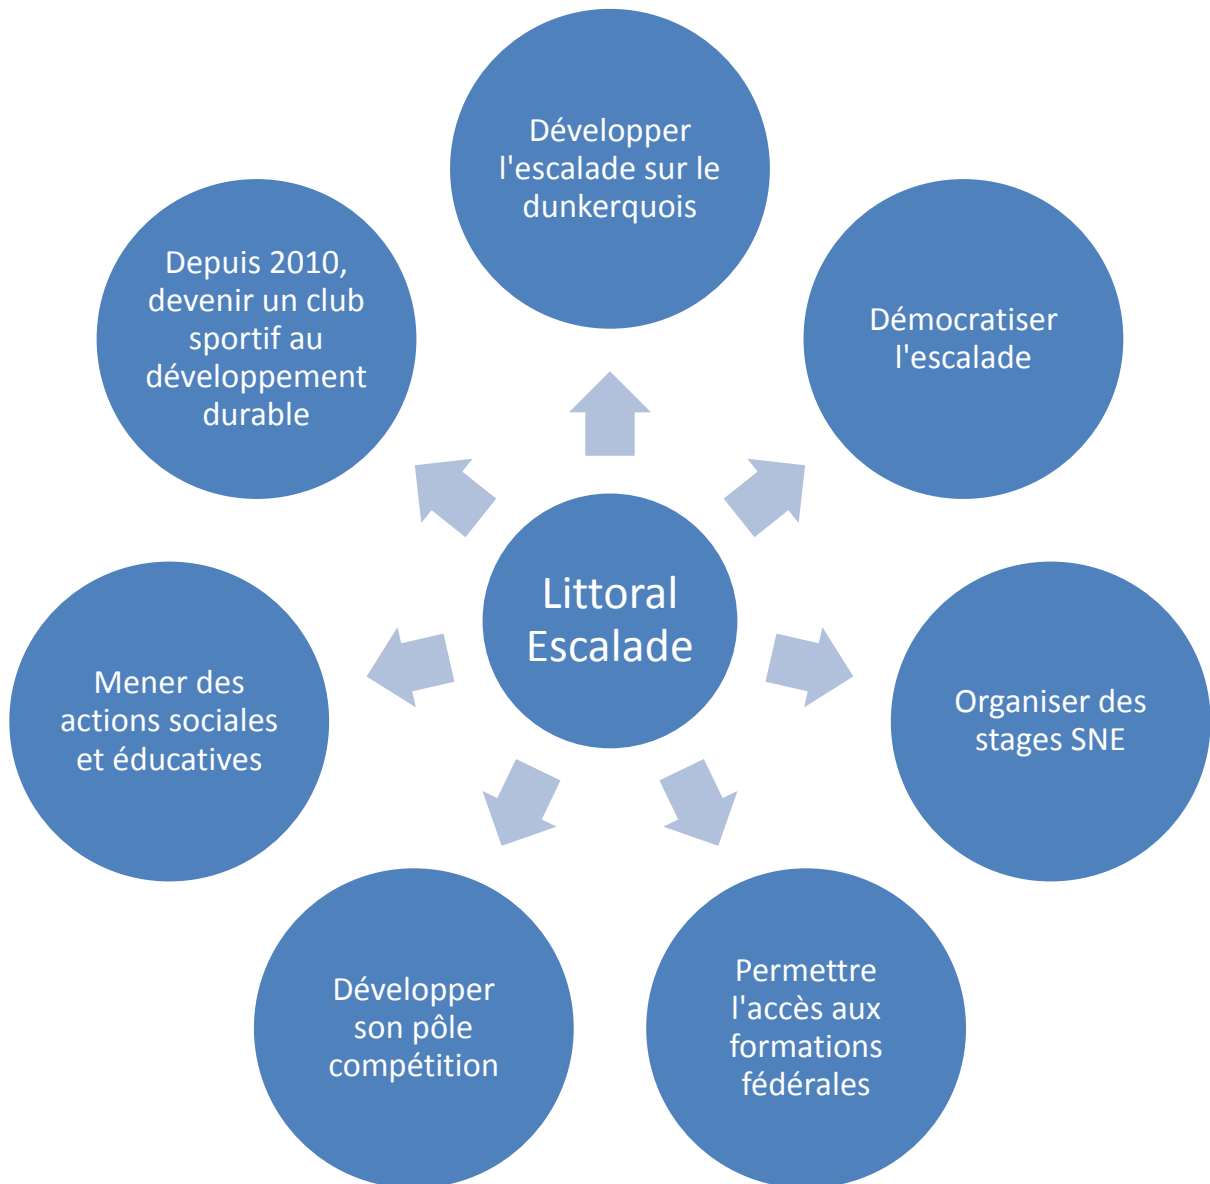 Développer
l'escalade sur le
dunkerquois
Démocratiser
l'escalade
Organiser des
stages SNE
Permettre
l'accès aux
formations
fédérales
Développer
son pôle
compétition
Mener des
actions sociales
et éducatives
Depuis 2010,
devenir un club
sportif au
développement
durable
Littoral
Escalade